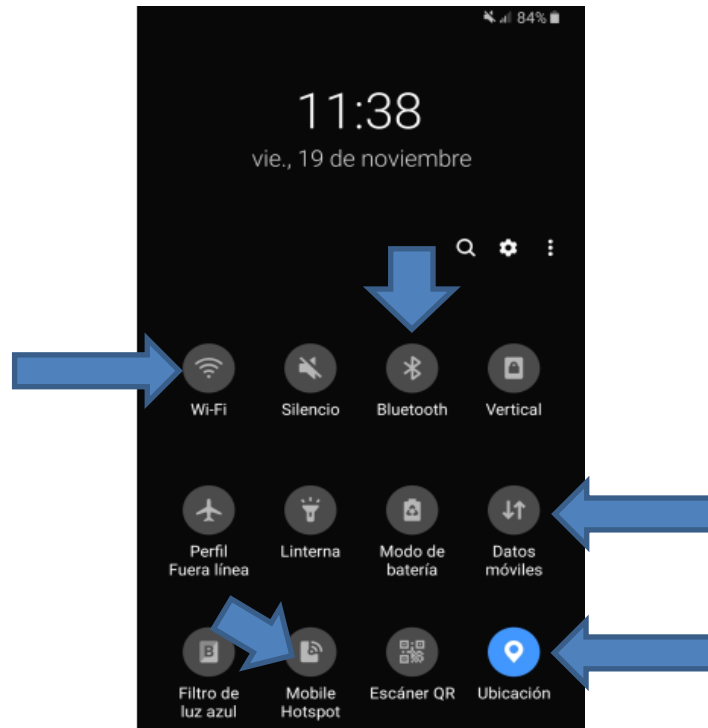 84%
11:38
vie., 19 de noviembre
Wi-Fi Silencio Bluetooth Vertical
Perfil Linterna Modo de Datos
Fuera línea batería móviles
B
Filtro de Mobile Escáner QR Ubicación
luz azul Hotspot